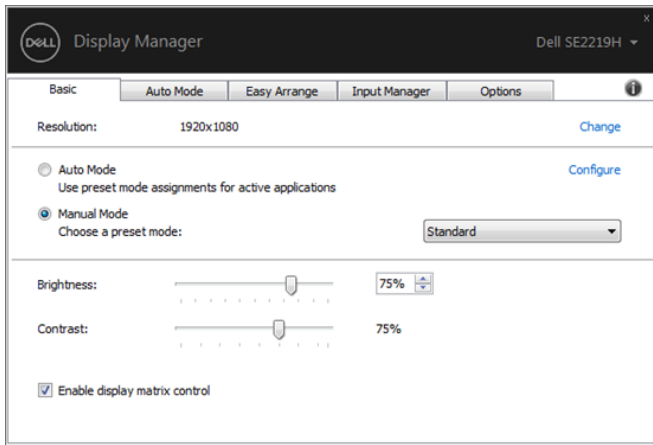 DELL Display Manager Dell SE2219H
x
Basic Auto Mode Easy Arrange Input Manager Options
Resolution: 1920x1080 Change
Auto Mode Configure
Use preset mode assignments for active applications
Manual Mode
Choose a preset mode: Standard
Brightness: 75%
Contrast: 75%
Enable display matrix control